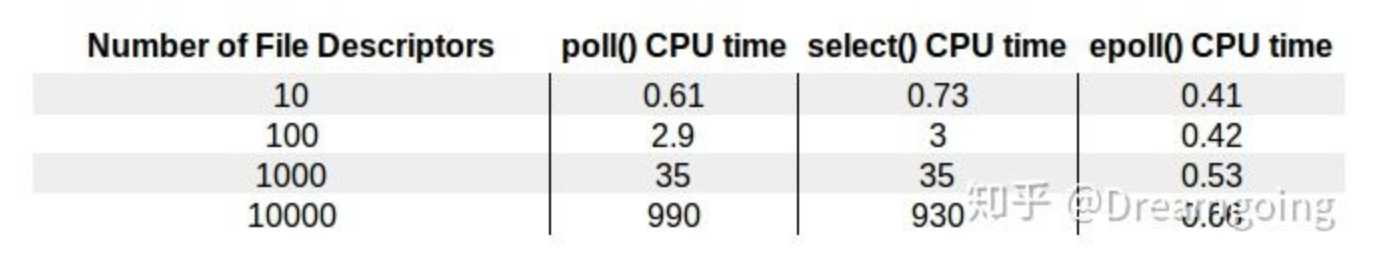 Number of File Descriptors poll() CPU time select() CPU time epoll() CPU time
10 0.61 0.73 0.41
100 2.9 3 0.42
1000 35 35 0.53
10000 990 930 0.66
知乎 @Dreamgoing